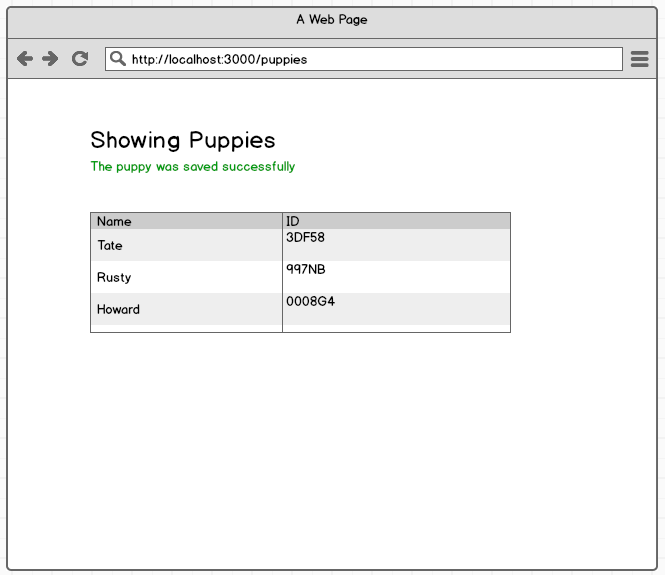 A Web Page
http://localhost:3000/puppies
Showing Puppies
The puppy was saved successfully
Name ID
Tate 3DF58
Rusty 997NB
Howard 0008G4